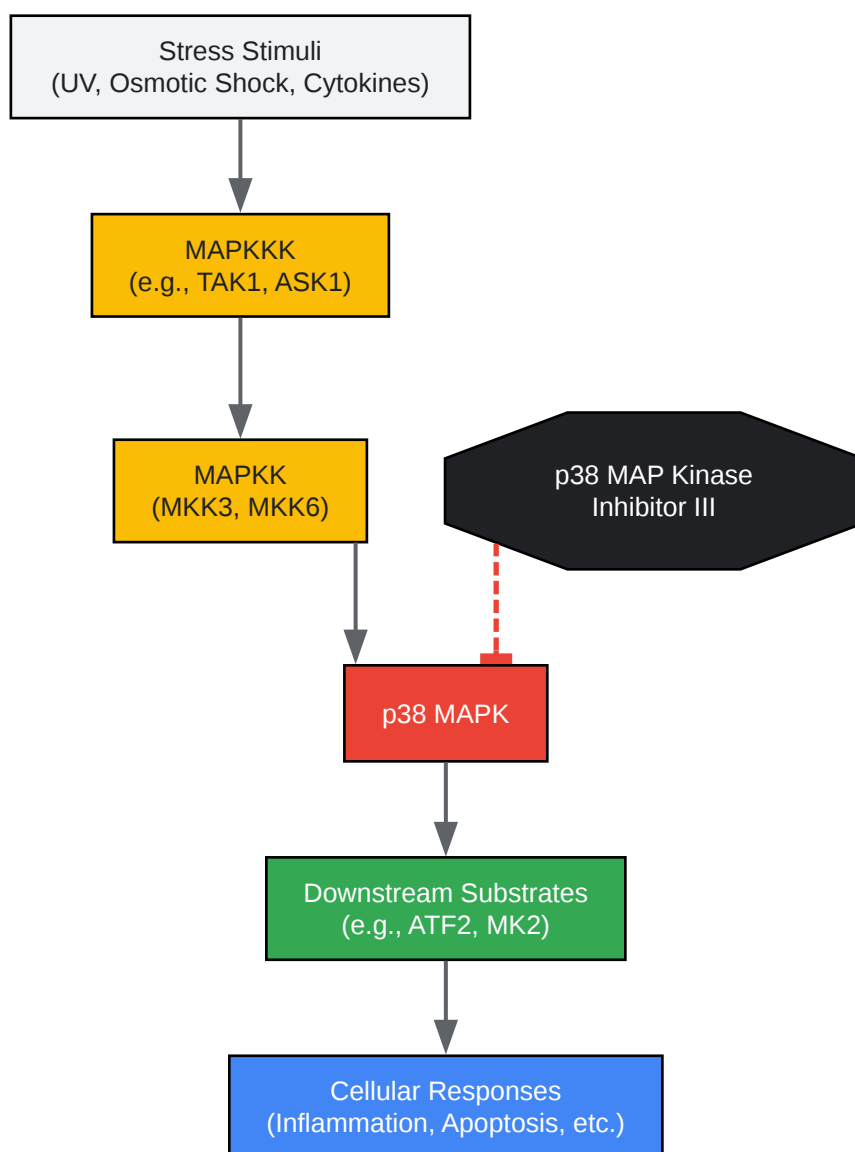 Stress Stimuli
(UV, Osmotic Shock, Cytokines)
MAPKKK
(e.g., TAK1, ASK1)
MAPKK
(MKK3, MKK6)
p38 MAP Kinase
Inhibitor III
p38 MAPK
Downstream Substrates
(e.g., ATF2, MK2)
Cellular Responses
(Inflammation, Apoptosis, etc.)